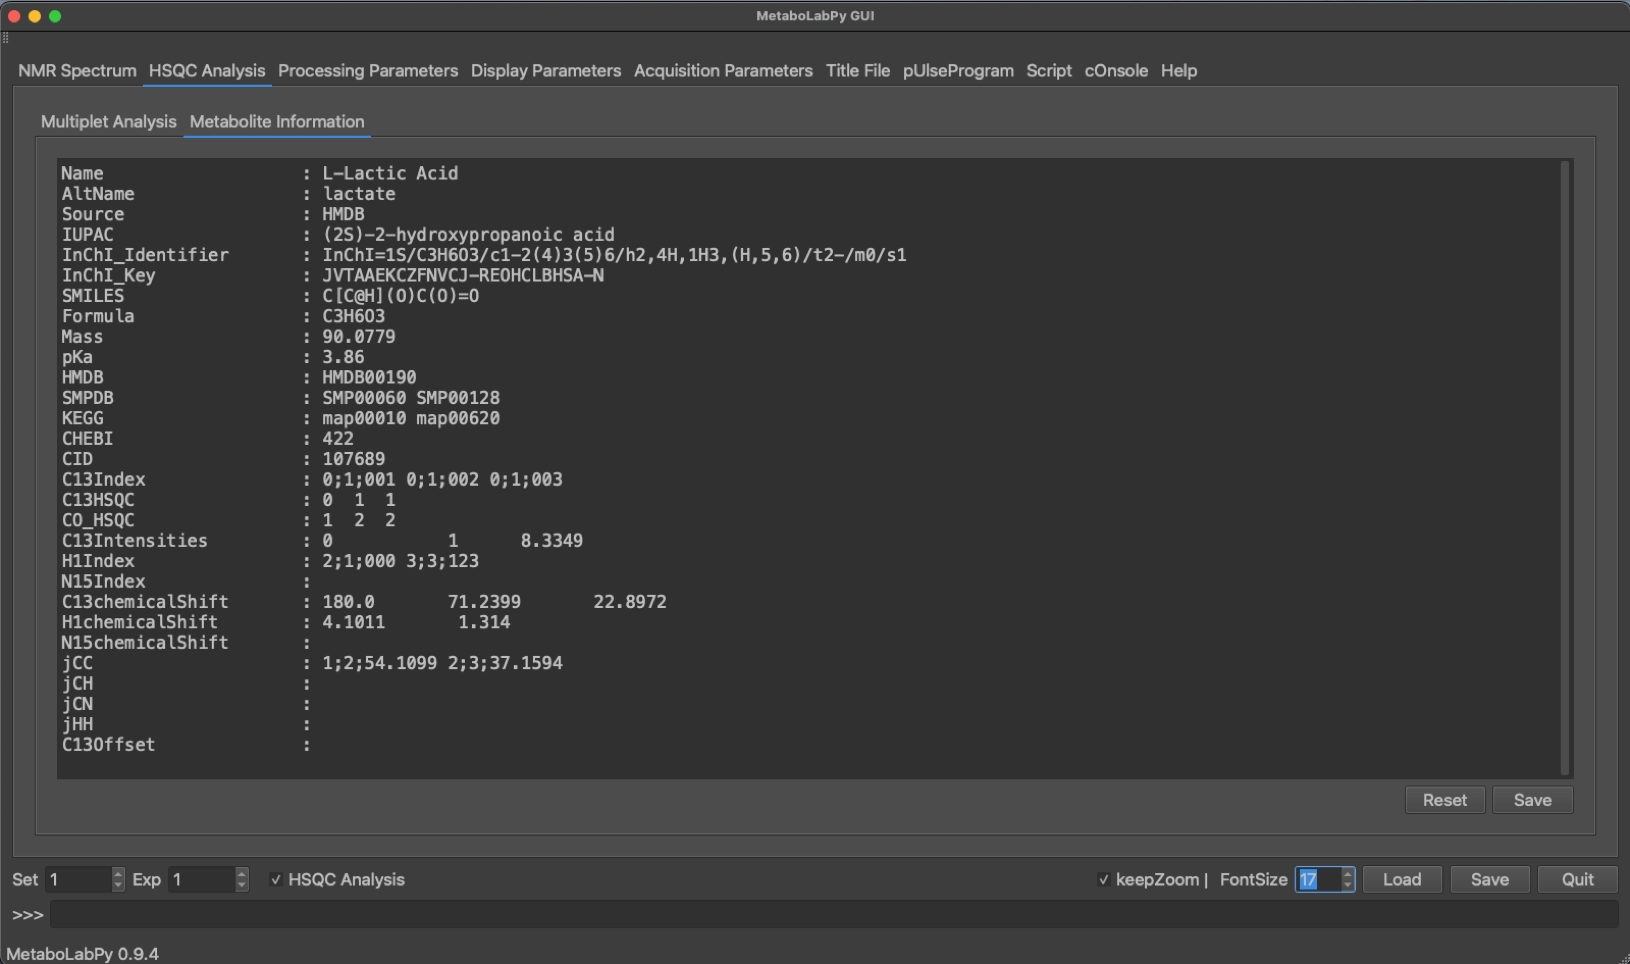 MetaboLabPy GUI
NMR Spectrum HSQC Analysis Processing Parameters Display Parameters Acquisition Parameters Title File pUlseProgram Script cOnsole Help
Multiplet Analysis Metabolite Information
Name : L-Lactic Acid
AltName : lactate
Source : HMDB
IUPAC : (2S)-2-hydroxypropanoic acid
InChI_Identifier : InChI=1S/C3H6O3/c1-2(4)3(5)6/h2,4H,1H3,(H,5,6)/t2-/m0/s1
InChI_Key : JVTAAEKCZFNVCJ-REOHCLBHSA-N
SMILES : C[C@H](O)C(O)=O
Formula : C3H6O3
Mass : 90.0779
pKa : 3.86
HMDB : HMDB00190
SMPDB : SMP00060 SMP00128
KEGG : map00010 map00620
CHEBI : 422
CID : 107689
C13Index : 0;1;001 0;1;002 0;1;003
C13HSQC : 0 1 1
CO_HSQC : 1 2 2
C13Intensities : 0 1 8.3349
H1Index : 2;1;000 3;3;123
N15Index :
C13chemicalShift : 180.0 71.2399 22.8972
H1chemicalShift : 4.1011 1.314
N15chemicalShift :
jCC : 1;2;54.1099 2;3;37.1594
jCH :
jCN :
jHH :
C13Offset :
Reset Save
Set 1 Exp 1 ✓ HSQC Analysis ✓ keepZoom | FontSize 17 Load Save Quit
>>>
MetaboLabPy 0.9.4